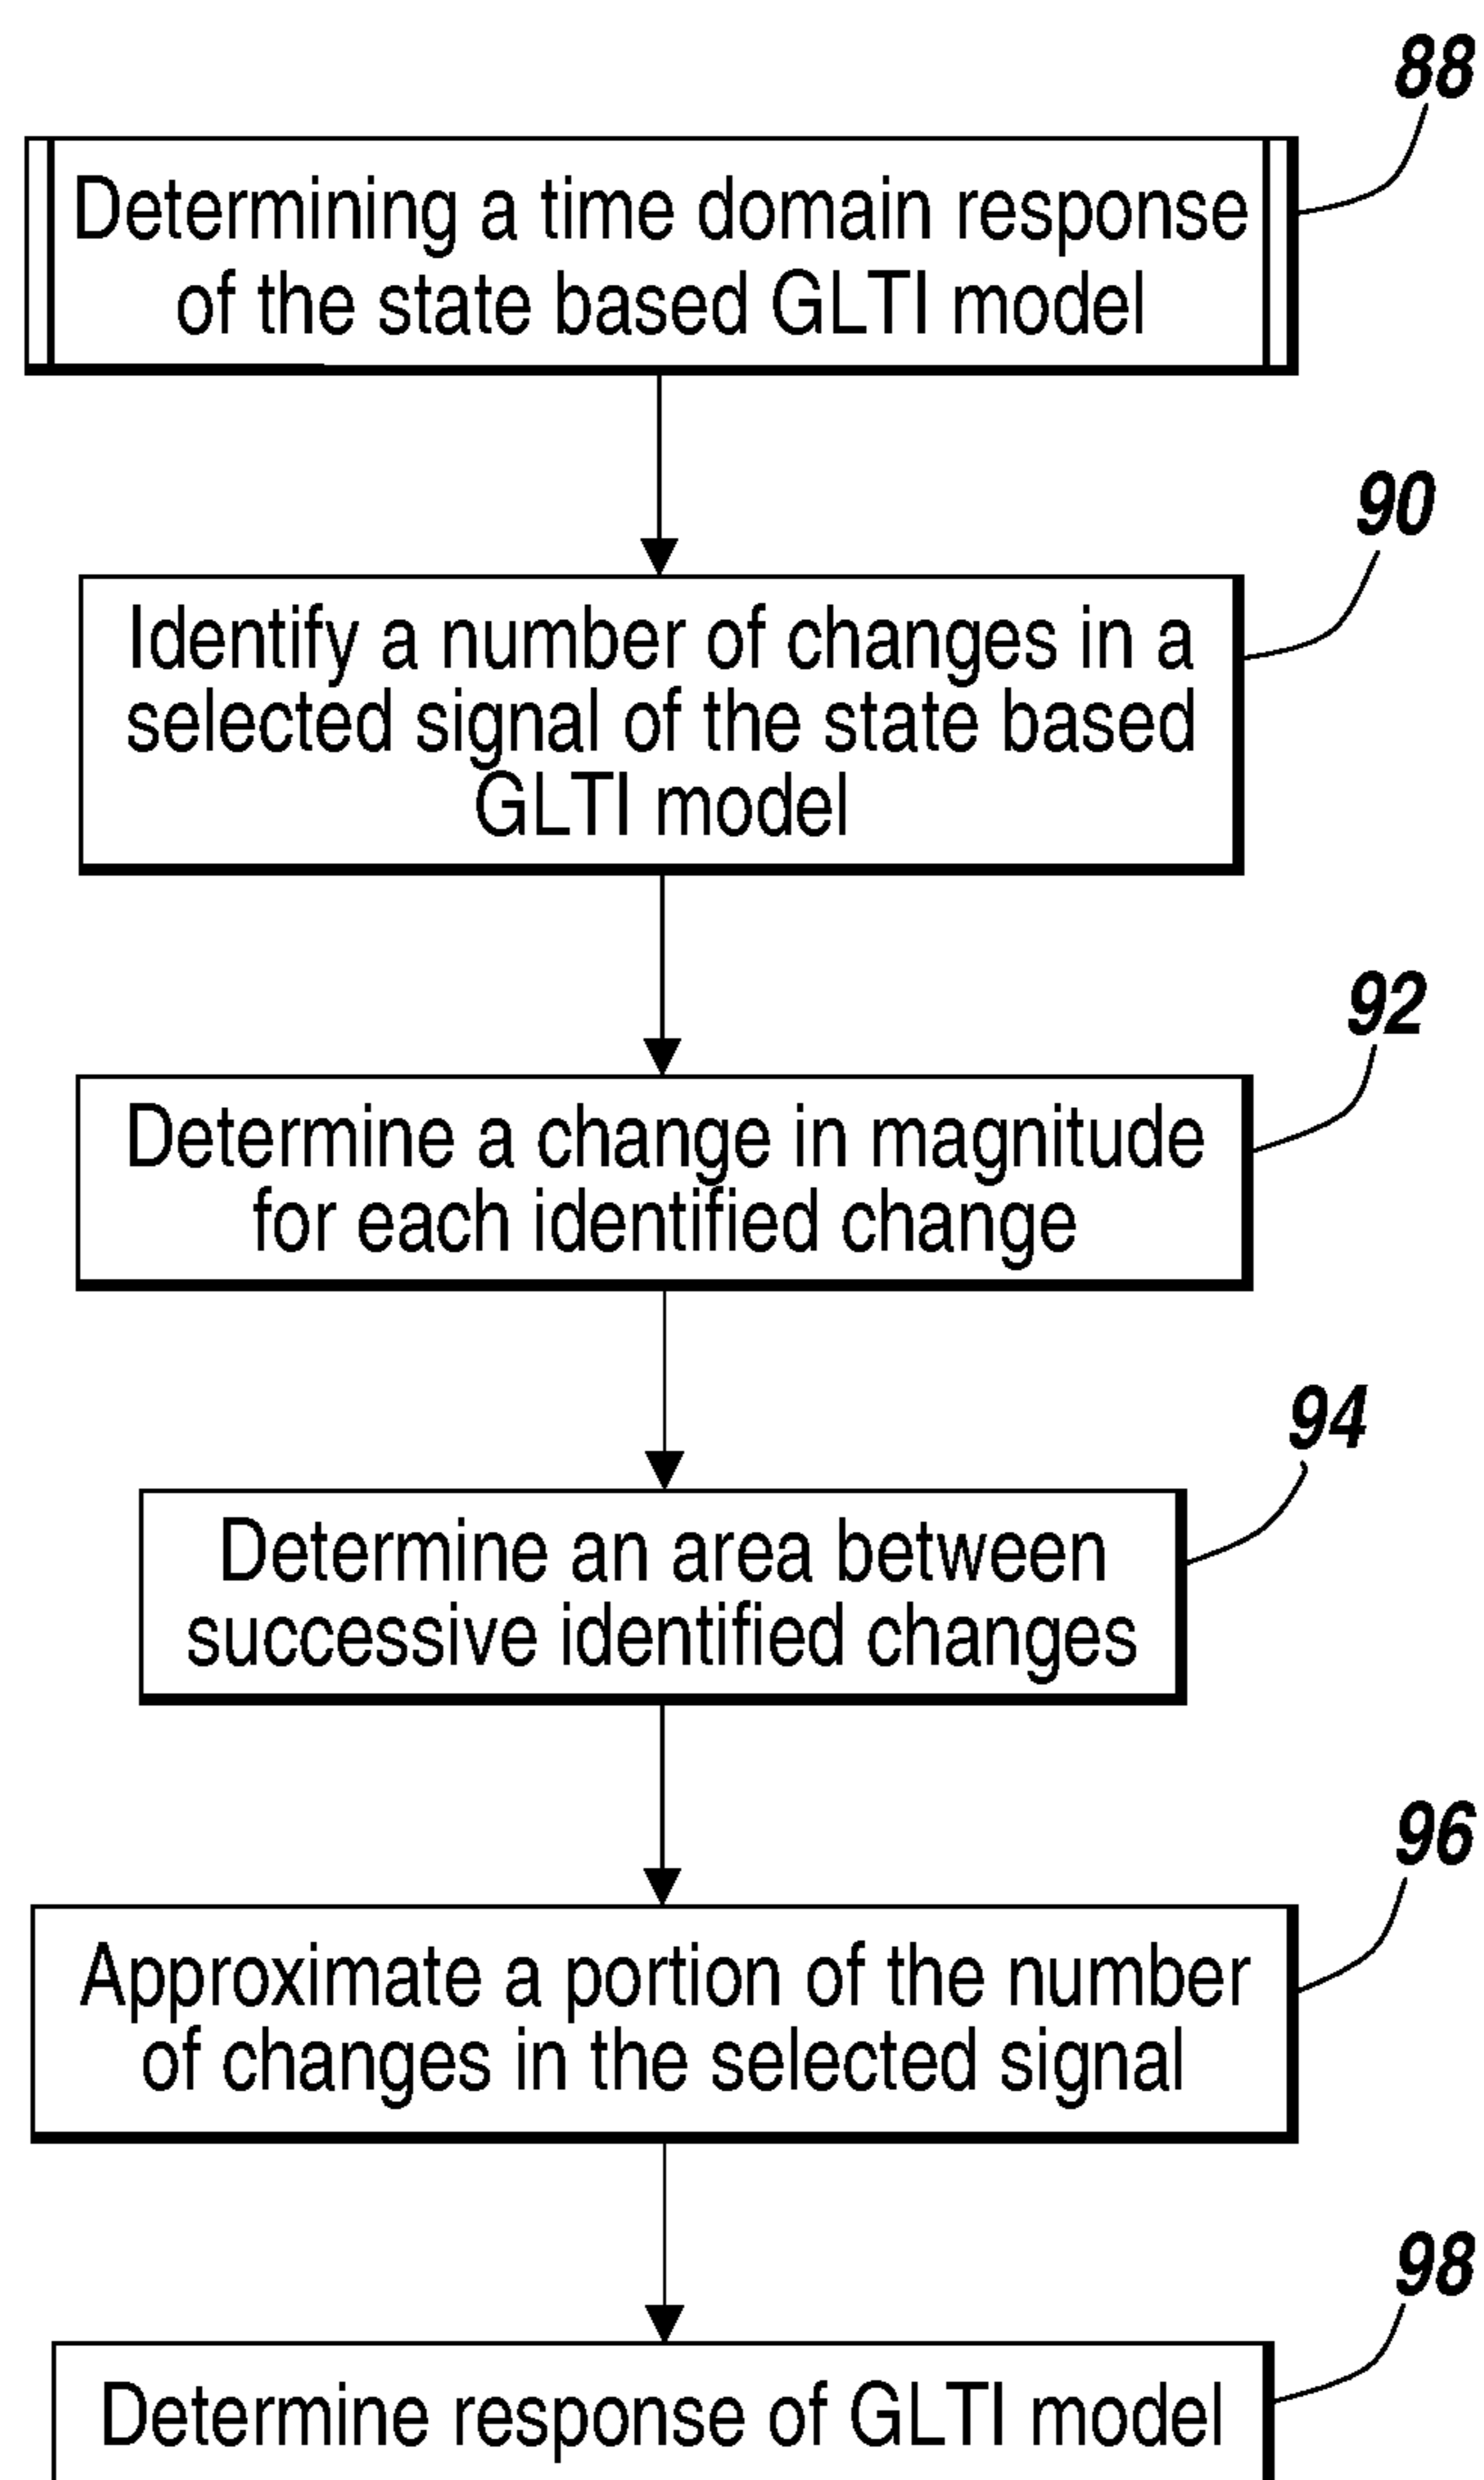 88
Determining a time domain response
of the state based GLTI model
90
Identify a number of changes in a
selected signal of the state based
GLTI model
92
Determine a change in magnitude
for each identified change
94
Determine an area between
successive identified changes
96
Approximate a portion of the number
of changes in the selected signal
98
Determine response of GLTI model